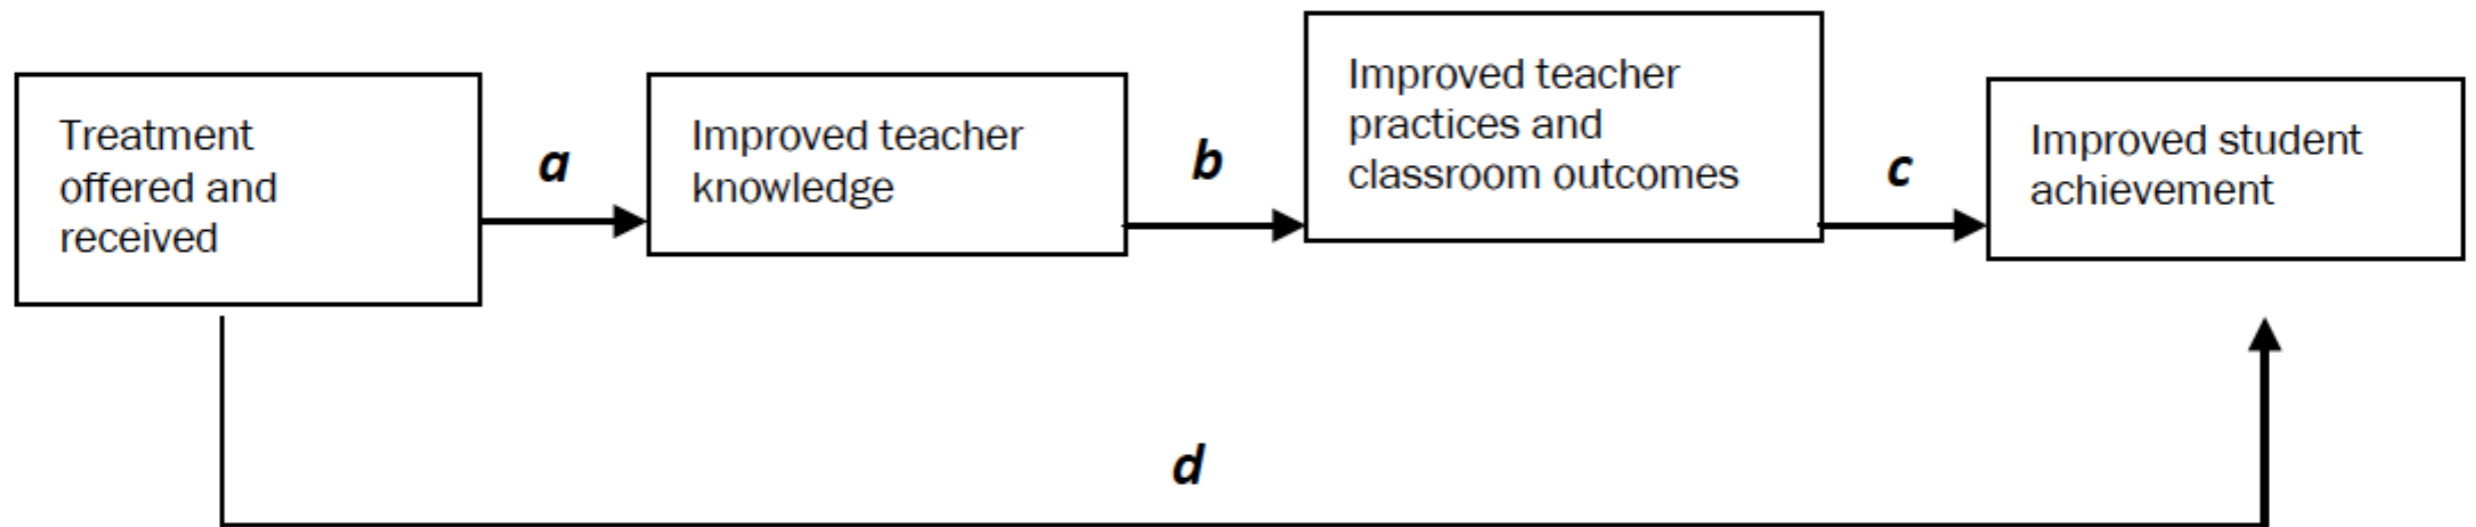 Treatment
offered and
received
a
Improved teacher
knowledge
b
Improved teacher
practices and
classroom outcomes
c
Improved student
achievement
d